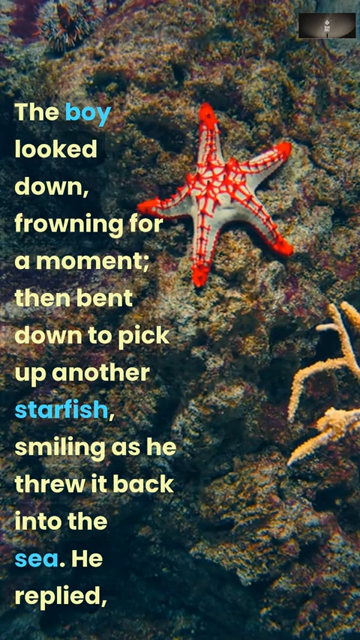 The boy
looked
down,
frowning for
a moment;
then bent
down to pick
up another
starfish,
smiling as he
threw it back
into the
sea. He
replied,